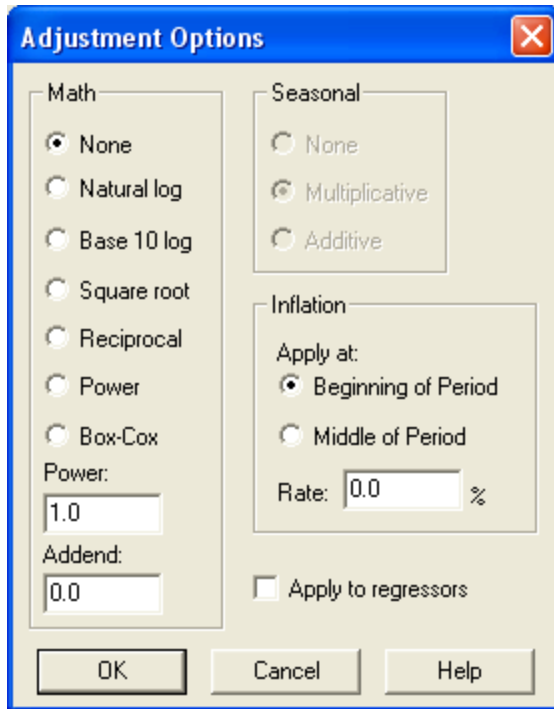 Adjustment Options
Math
None
Natural log
Base 10 log
Square root
Reciprocal
Power
Box-Cox
Power:
1.0
Addend:
0.0
Seasonal
None
Multiplicative
Additive
Inflation
Apply at:
Beginning of Period
Middle of Period
Rate: 0.0 %
Apply to regressors
OK Cancel Help